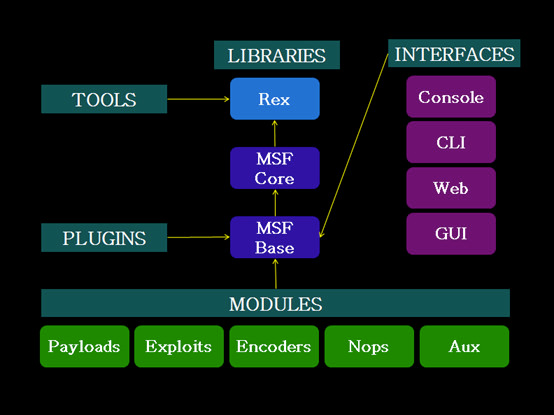 LIBRARIES
INTERFACES
TOOLS
Rex
Console
MSF
Core
CLI
Web
PLUGINS
MSF
Base
GUI
MODULES
Payloads
Exploits
Encoders
Nops
Aux